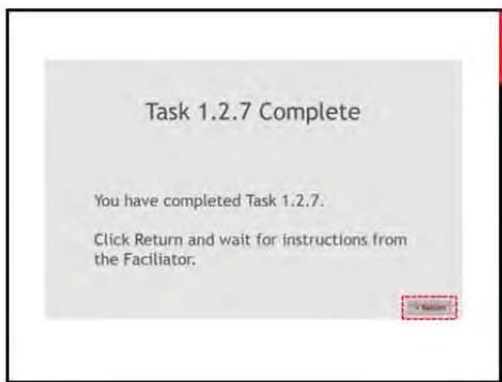 Task 1.2.7 Complete
You have completed Task 1.2.7.
Click Return and wait for instructions from
the Faciliator.
Return